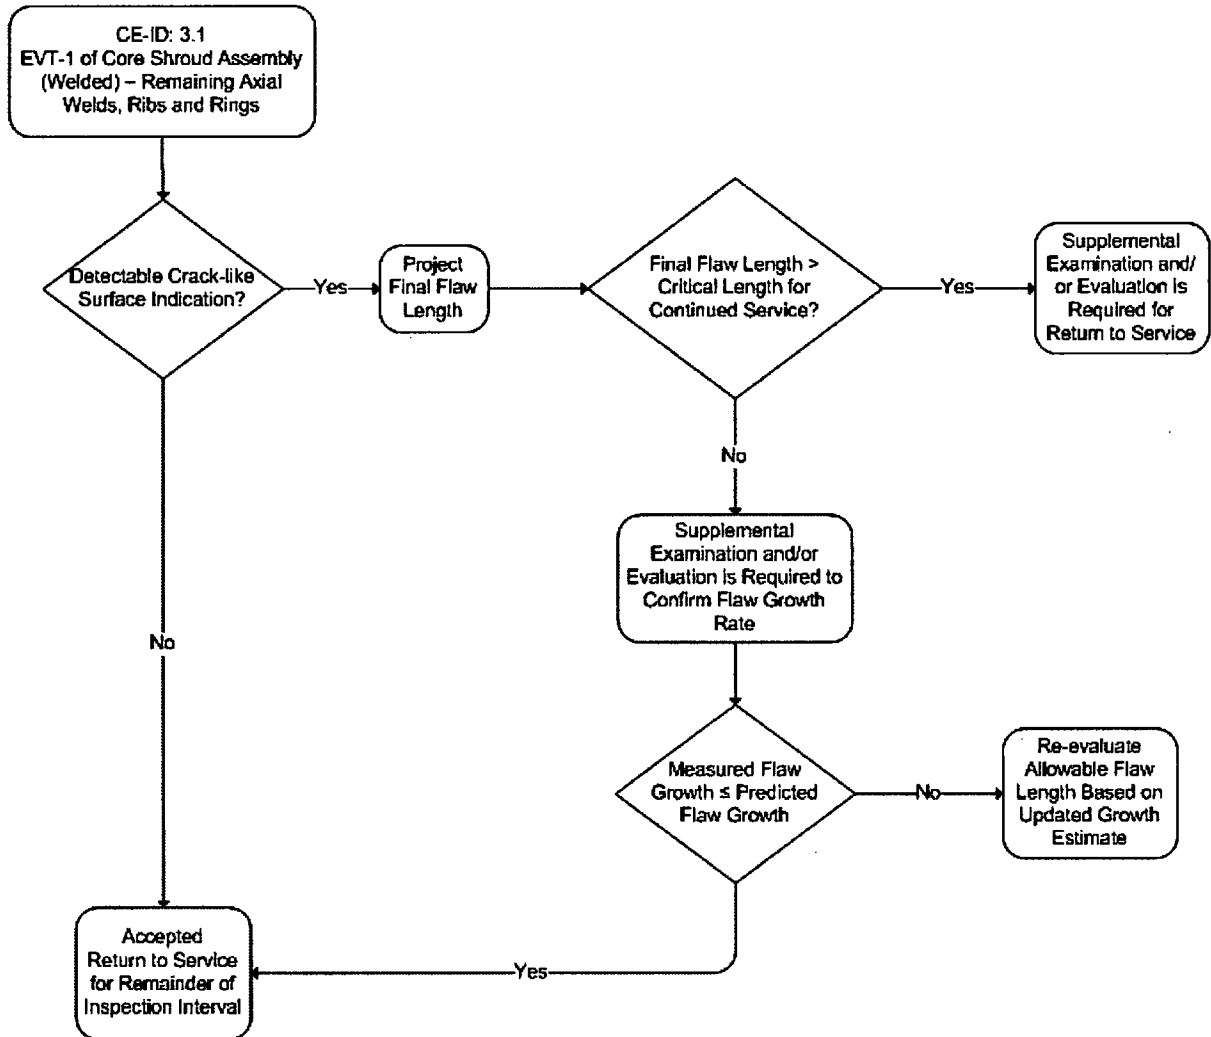 CE-ID: 3.1
EVT-1 of Core Shroud Assembly
(Welded) – Remaining Axial
Welds, Ribs and Rings
Detectable Crack-like
Surface Indication?
Yes
Project
Final Flaw
Length
Final Flaw Length >
Critical Length for
Continued Service?
Yes
Supplemental
Examination and/
or Evaluation is
Required for
Return to Service
No
Supplemental
Examination and/or
Evaluation is Required to
Confirm Flaw Growth
Rate
No
Measured Flaw
Growth ≤ Predicted
Flaw Growth
No
Re-evaluate
Allowable Flaw
Length Based on
Updated Growth
Estimate
Yes
Accepted
Return to Service
for Remainder of
Inspection Interval